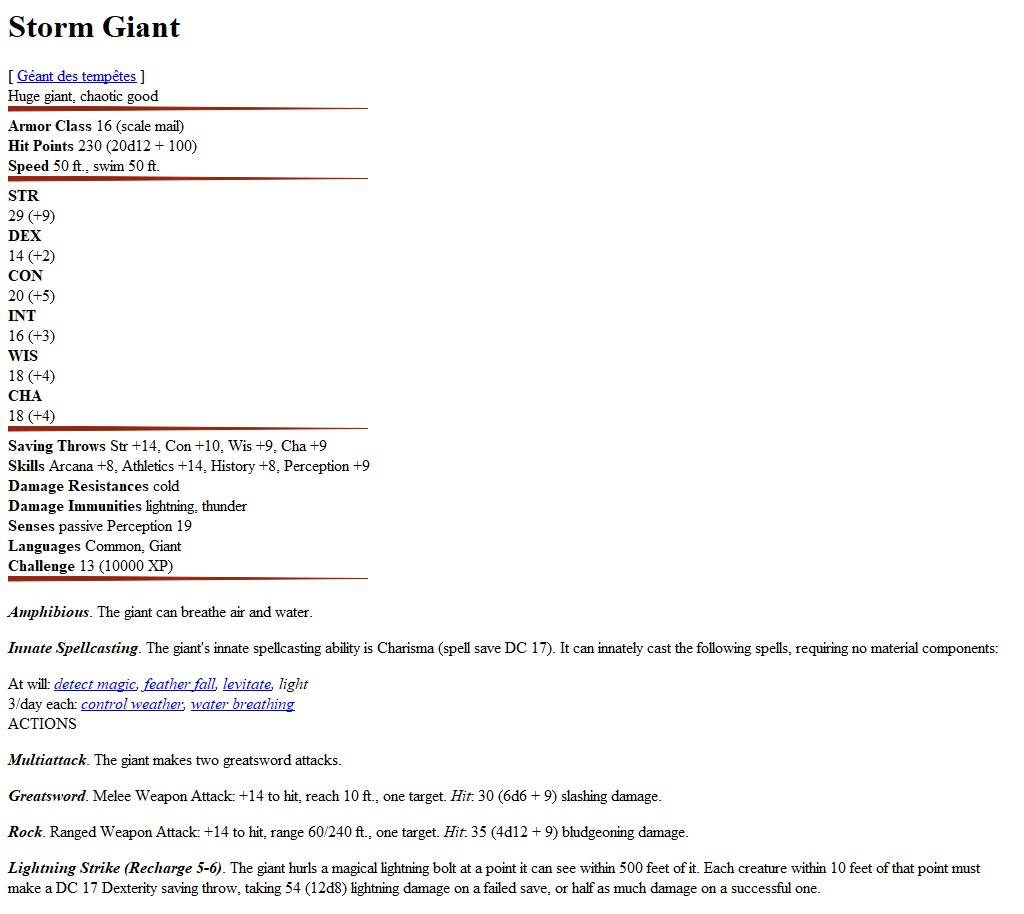 Storm Giant
[ Géant des tempêtes ]
Huge giant, chaotic good
Armor Class 16 (scale mail)
Hit Points 230 (20d12 + 100)
Speed 50 ft., swim 50 ft.
STR
29 (+9)
DEX
14 (+2)
CON
20 (+5)
INT
16 (+3)
WIS
18 (+4)
CHA
18 (+4)
Saving Throws Str +14, Con +10, Wis +9, Cha +9
Skills Arcana +8, Athletics +14, History +8, Perception +9
Damage Resistances cold
Damage Immunities lightning, thunder
Senses passive Perception 19
Languages Common, Giant
Challenge 13 (10000 XP)
Amphibious. The giant can breathe air and water.
Innate Spellcasting. The giant's innate spellcasting ability is Charisma (spell save DC 17). It can innately cast the following spells, requiring no material components:
At will: detect magic, feather fall, levitate, light
3/day each: control weather, water breathing
ACTIONS
Multiattack. The giant makes two greatsword attacks.
Greatsword. Melee Weapon Attack: +14 to hit, reach 10 ft., one target. Hit: 30 (6d6 + 9) slashing damage.
Rock. Ranged Weapon Attack: +14 to hit, range 60/240 ft., one target. Hit: 35 (4d12 + 9) bludgeoning damage.
Lightning Strike (Recharge 5-6). The giant hurls a magical lightning bolt at a point it can see within 500 feet of it. Each creature within 10 feet of that point must
make a DC 17 Dexterity saving throw, taking 54 (12d8) lightning damage on a failed save, or half as much damage on a successful one.